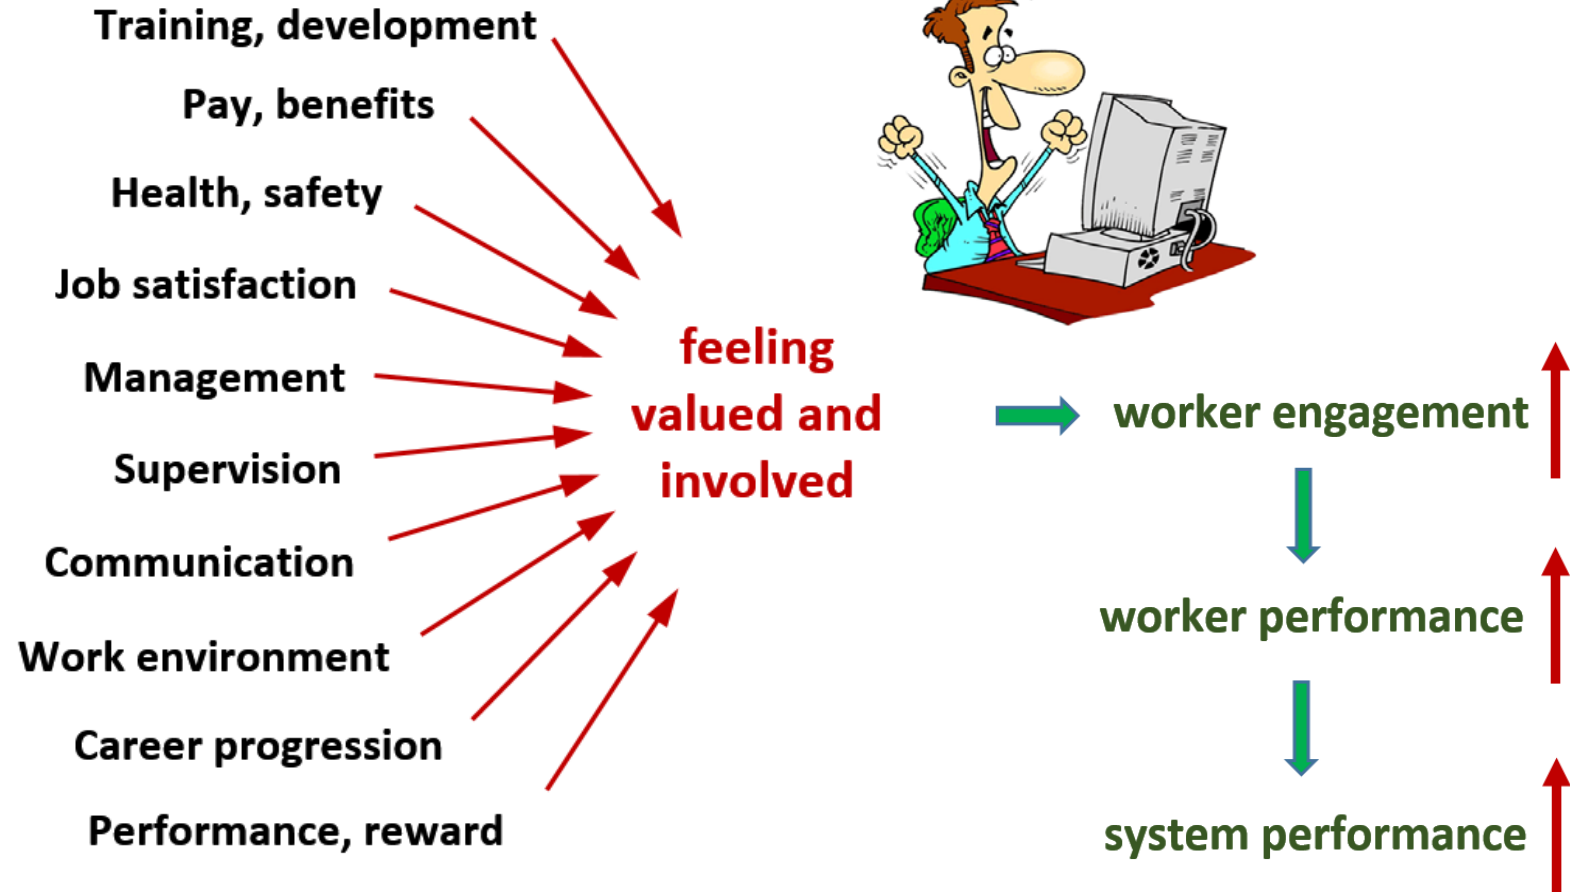 Training, development
Pay, benefits
Health, safety
Job satisfaction
Management
Supervision
Communication
Work environment
Career progression
Performance, reward
feeling
valued and
involved
worker engagement
worker performance
system performance